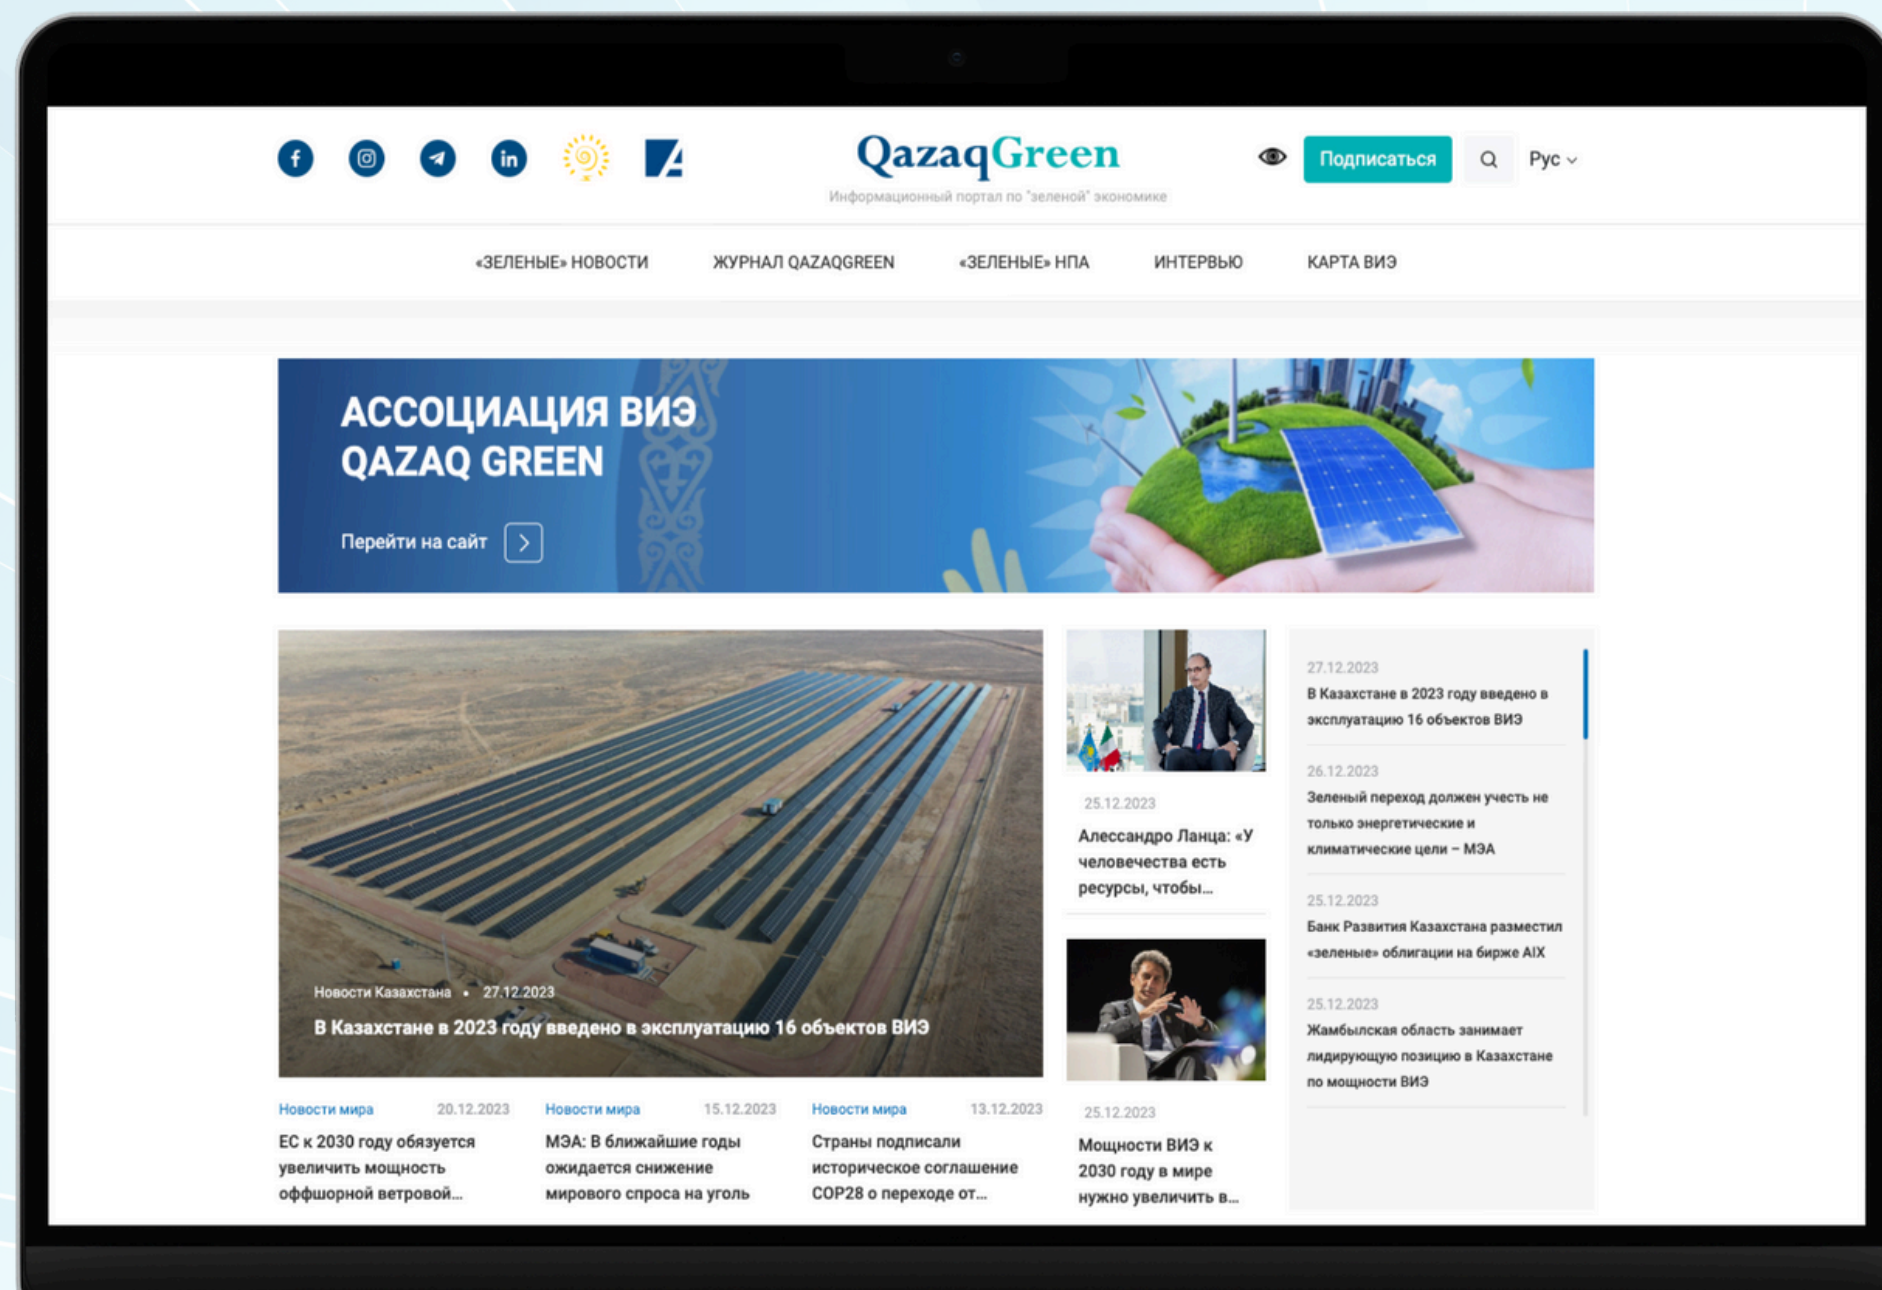 QazaqGreen
Информационный портал по "зеленой" экономике
Подписаться
Рус
«ЗЕЛЕНЫЕ» НОВОСТИ
ЖУРНАЛ QAZAQGREEN
«ЗЕЛЕНЫЕ» НПА
ИНТЕРВЬЮ
КАРТА ВИЭ
АССОЦИАЦИЯ ВИЭ
QAZAQ GREEN
Перейти на сайт
Новости Казахстана • 27.12.2023
В Казахстане в 2023 году введено в эксплуатацию 16 объектов ВИЭ
Новости мира 20.12.2023
ЕС к 2030 году обязуется
увеличить мощность
оффшорной ветровой...
Новости мира 15.12.2023
МЭА: В ближайшие годы
ожидается снижение
мирового спроса на уголь
Новости мира 13.12.2023
Страны подписали
историческое соглашение
COP28 о переходе от...
25.12.2023
Алессандро Ланца: «У
человечества есть
ресурсы, чтобы...
25.12.2023
Мощности ВИЭ к
2030 году в мире
нужно увеличить в...
27.12.2023
В Казахстане в 2023 году введено в
эксплуатацию 16 объектов ВИЭ
26.12.2023
Зеленый переход должен учесть не
только энергетические и
климатические цели – МЭА
25.12.2023
Банк Развития Казахстана разместил
«зеленые» облигации на бирже AIX
25.12.2023
Жамбылская область занимает
лидирующую позицию в Казахстане
по мощности ВИЭ